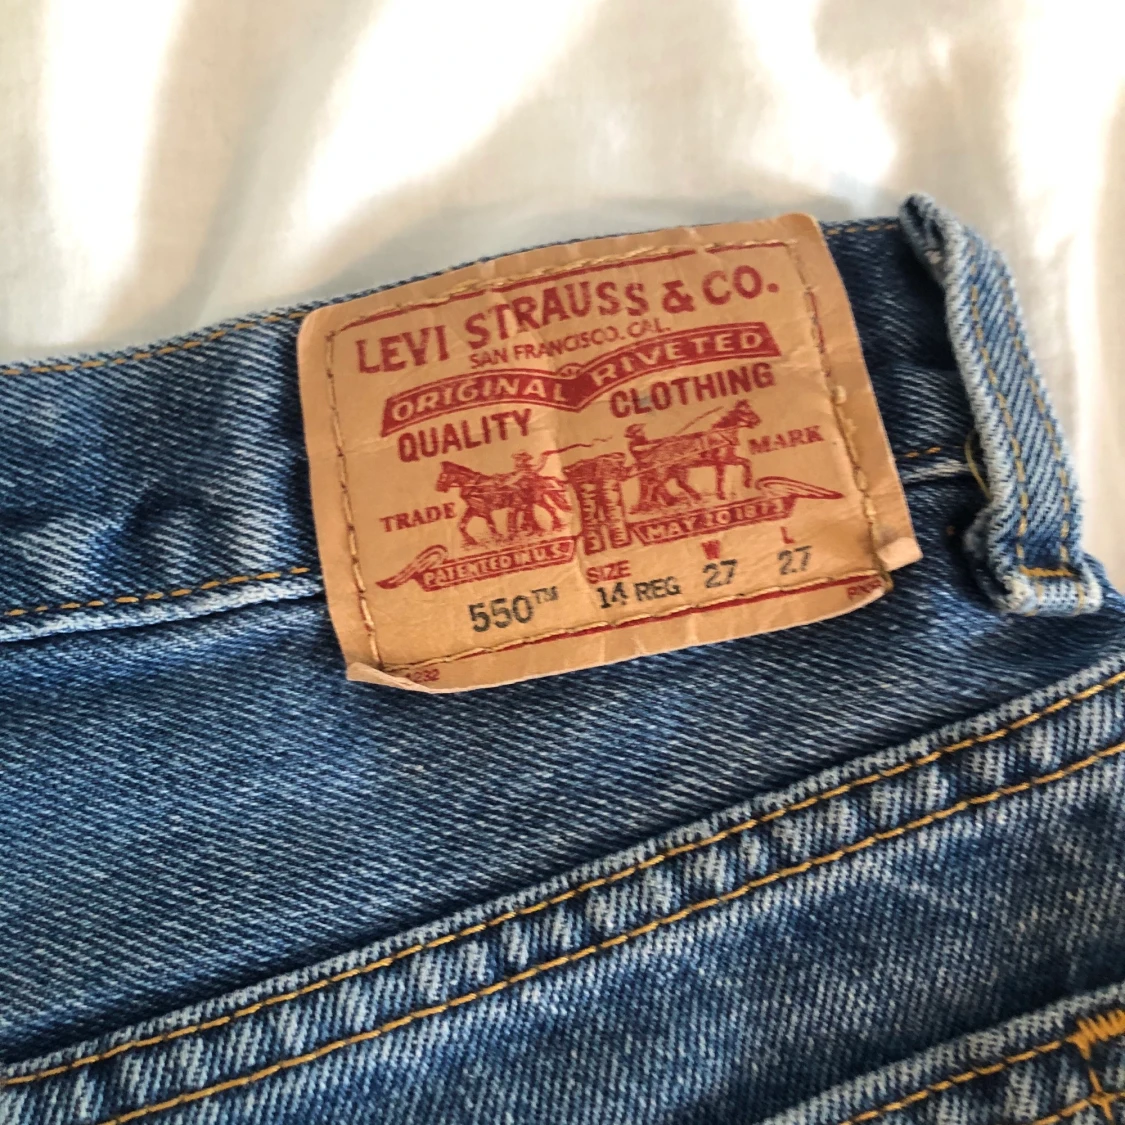 LEVI STRAUSS & CO.
SAN FRANCISCO. CAL.
ORIGINAL RIVETED
QUALITY CLOTHING
TRADE MARK
PATENTED IN U.S. MAY 20 1873
SIZE W L
550™ 14 REG 27 27